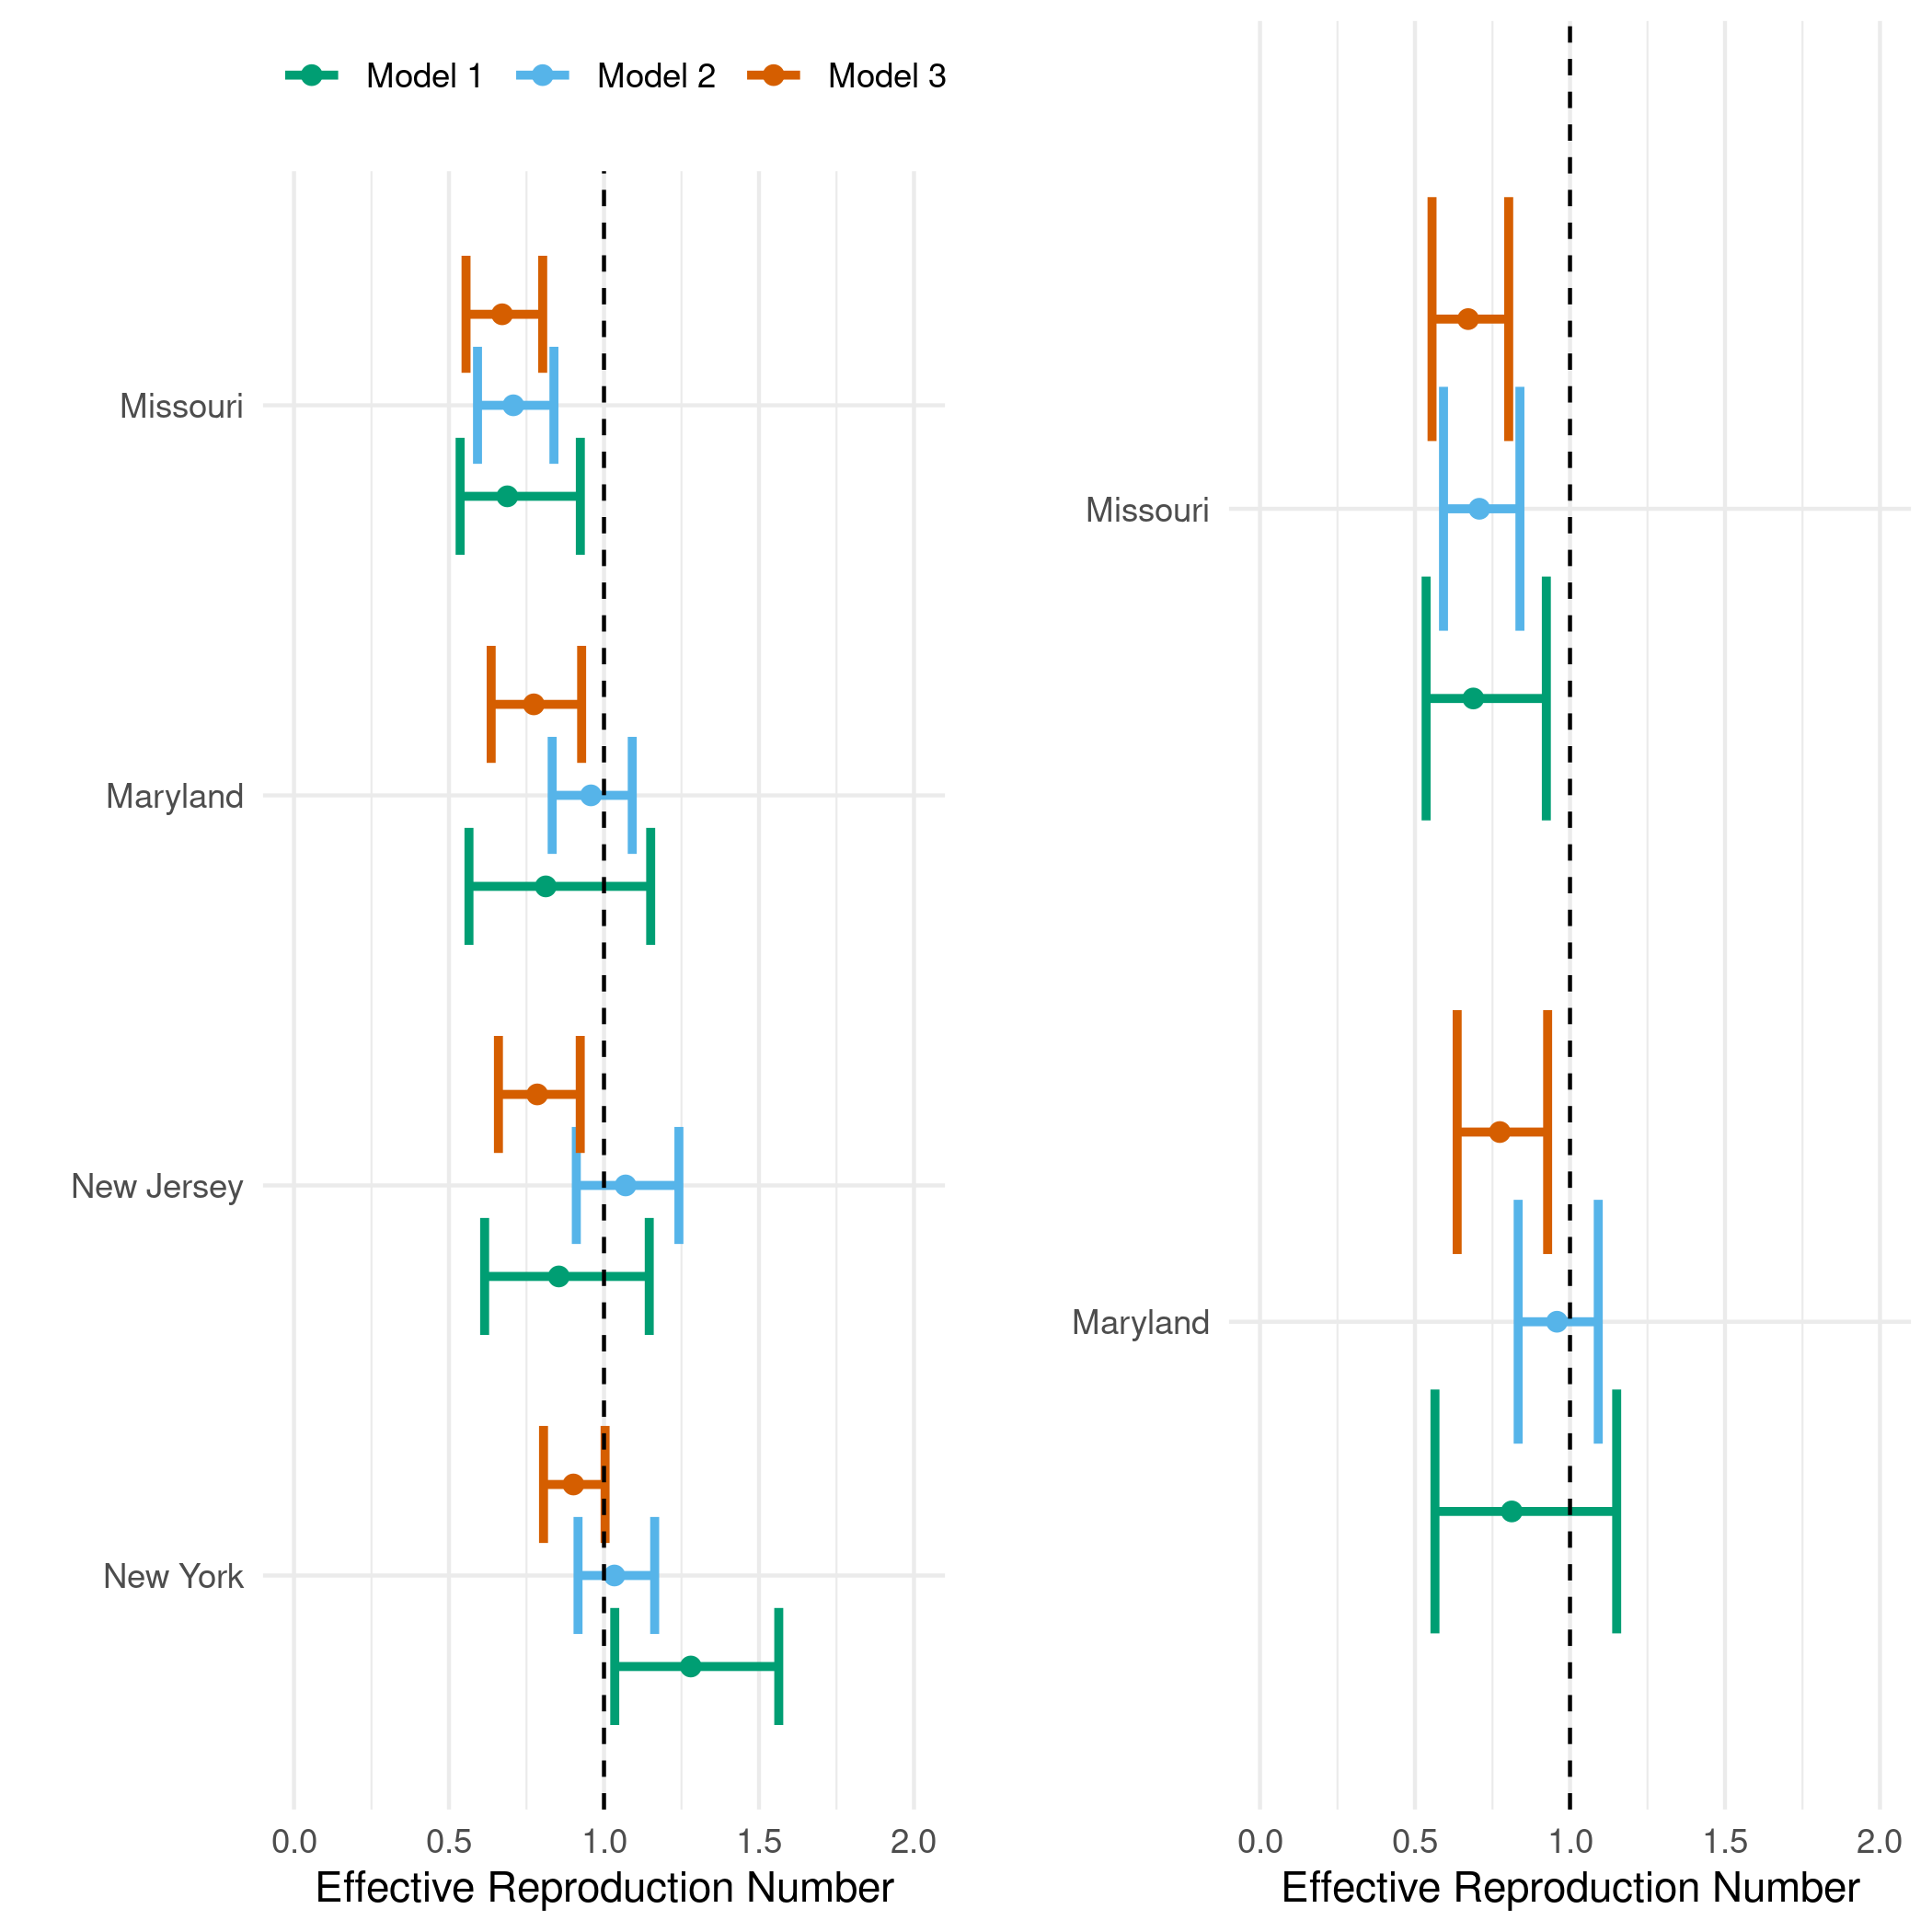 Model 1 Model 2 Model 3
Missouri
Maryland
New Jersey
New York
0.0 0.5 1.0 1.5 2.0
Effective Reproduction Number
Missouri
Maryland
0.0 0.5 1.0 1.5 2.0
Effective Reproduction Number